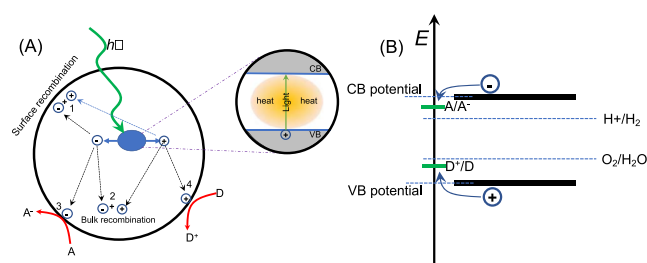 (A)
h□
Surface recombination
- + +
1
- +
2
- + +
Bulk recombination
3
-
4
+
A-
A
D
D+
CB
heat
Light
heat
+
VB
(B)
E
CB potential
-
A/A-
H+/H2
O2/H2O
D+/D
VB potential
+